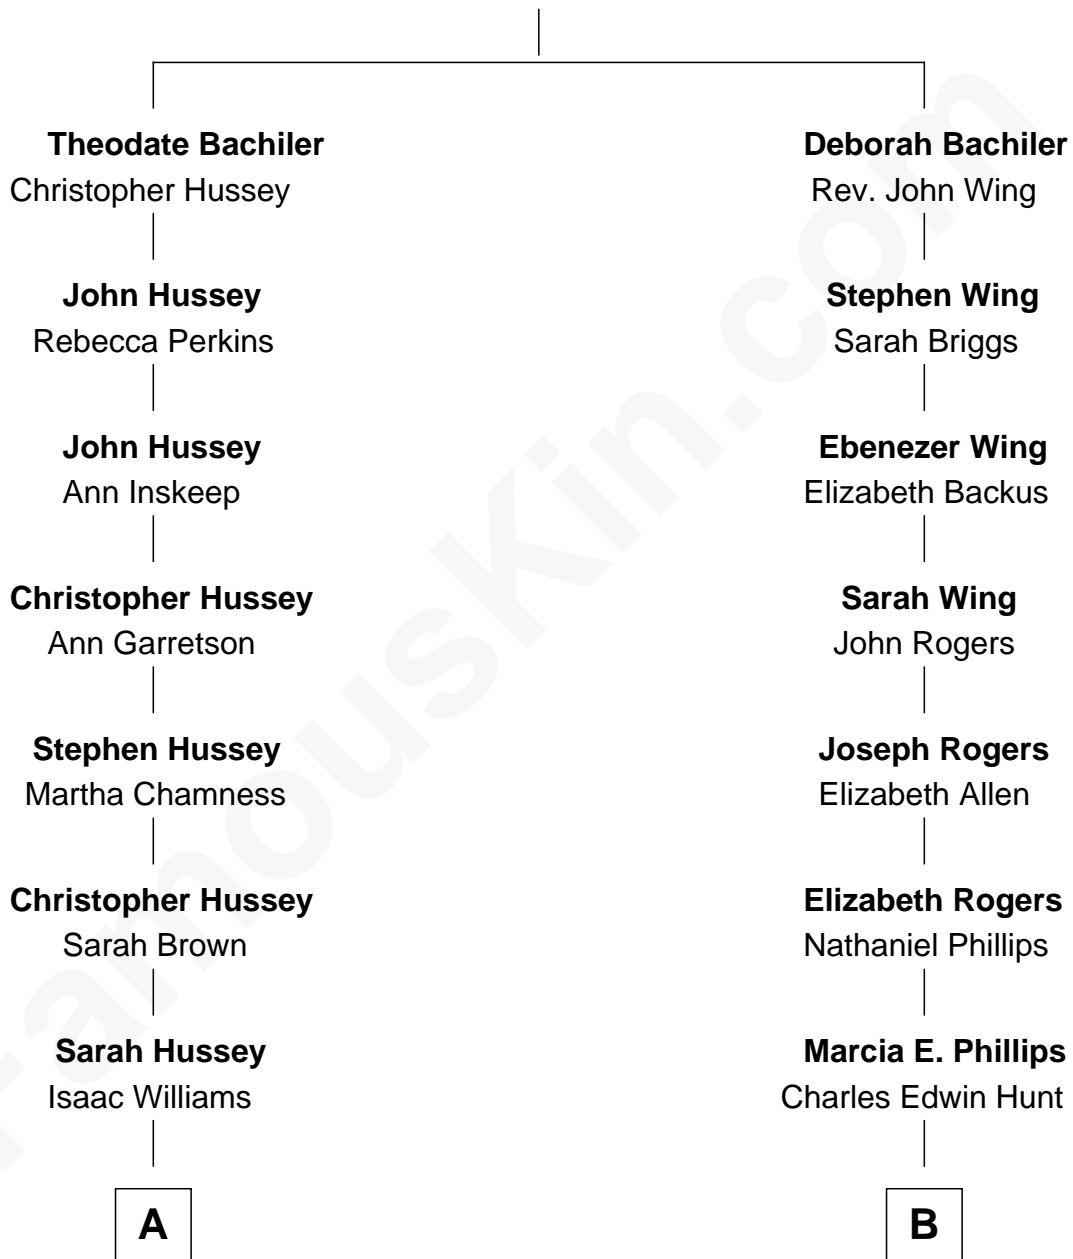 Theodate Bachiler
Christopher Hussey
Deborah Bachiler
Rev. John Wing
John Hussey
Rebecca Perkins
Stephen Wing
Sarah Briggs
John Hussey
Ann Inskeep
Ebenezer Wing
Elizabeth Backus
Christopher Hussey
Ann Garretson
Sarah Wing
John Rogers
Stephen Hussey
Martha Chamness
Joseph Rogers
Elizabeth Allen
Christopher Hussey
Sarah Brown
Elizabeth Rogers
Nathaniel Phillips
Sarah Hussey
Isaac Williams
Marcia E. Phillips
Charles Edwin Hunt
A
B
FamousKin.com